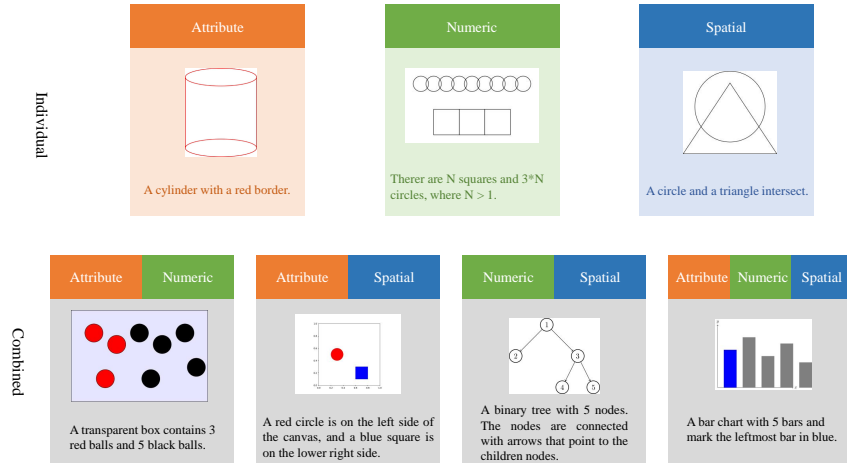 Attribute
Numeric
Spatial
Individual
A cylinder with a red border.
Therer are N squares and 3*N
circles, where N > 1.
A circle and a triangle intersect.
Attribute
Numeric
Attribute
Spatial
Numeric
Spatial
Attribute
Numeric
Spatial
Combined
1
2
3
4
5
A transparent box contains 3
red balls and 5 black balls.
A red circle is on the left side of
the canvas, and a blue square is
on the lower right side.
A binary tree with 5 nodes.
The nodes are connected
with arrows that point to the
children nodes.
A bar chart with 5 bars and
mark the leftmost bar in blue.